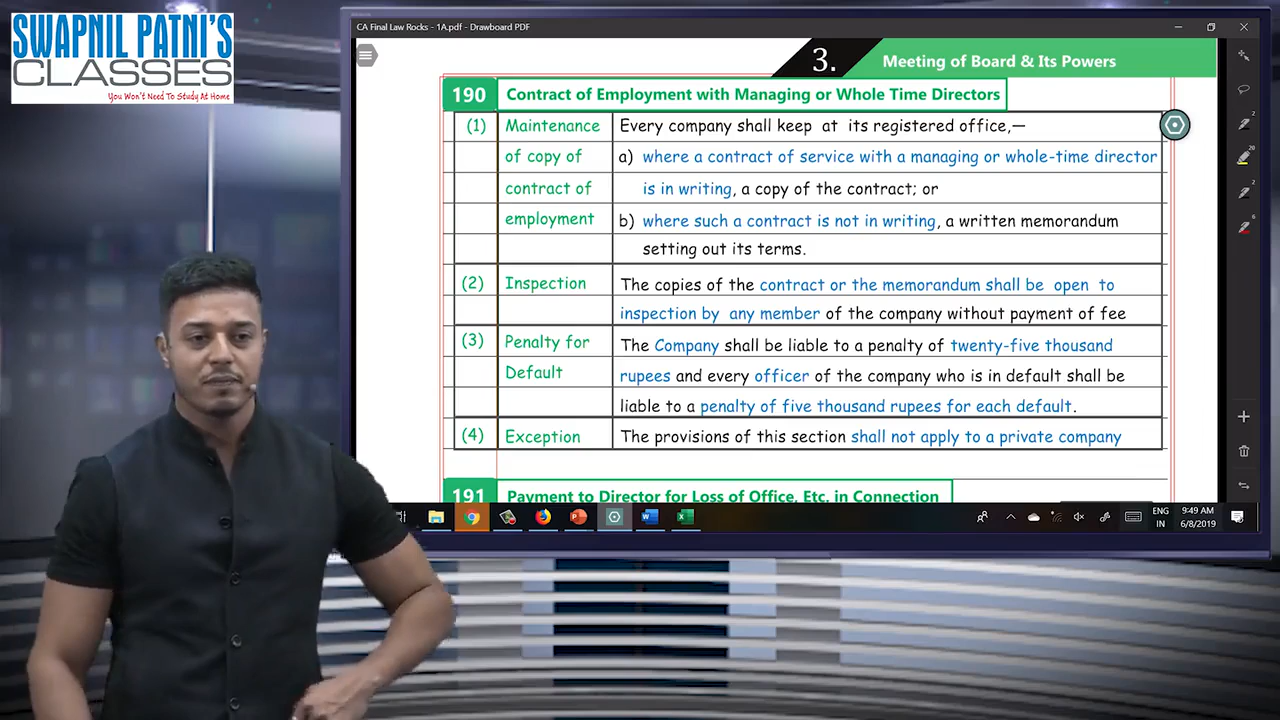 SWAPNIL PATNI'S
CLASSES
You Won't Need To Study At Home
CA Final Law Rocks - 1A.pdf - Drawboard PDF
3. Meeting of Board & Its Powers
190 Contract of Employment with Managing or Whole Time Directors
(1) Maintenance Every company shall keep at its registered office,—
of copy of a) where a contract of service with a managing or whole-time director
contract of is in writing, a copy of the contract; or
employment b) where such a contract is not in writing, a written memorandum
setting out its terms.
(2) Inspection The copies of the contract or the memorandum shall be open to
inspection by any member of the company without payment of fee
(3) Penalty for The Company shall be liable to a penalty of twenty-five thousand
Default rupees and every officer of the company who is in default shall be
liable to a penalty of five thousand rupees for each default.
(4) Exception The provisions of this section shall not apply to a private company
191 Payment to Director for Loss of Office, Etc. in Connection
ENG 9:49 AM
IN 6/8/2019